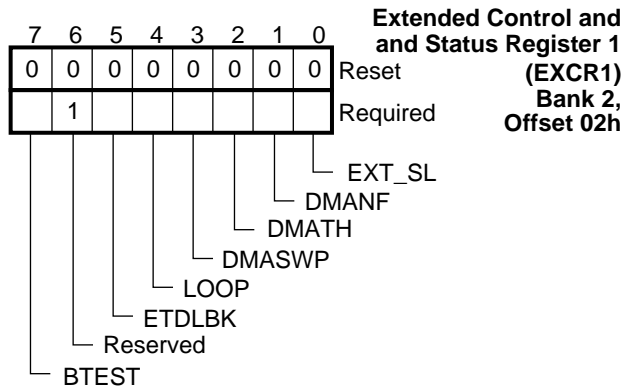 Extended Control and
and Status Register 1
(EXCR1)
Bank 2,
Offset 02h
7 6 5 4 3 2 1 0
0 0 0 0 0 0 0 0 Reset
1 Required
EXT_SL
DMANF
DMATH
DMASWP
LOOP
ETDLBK
Reserved
BTEST